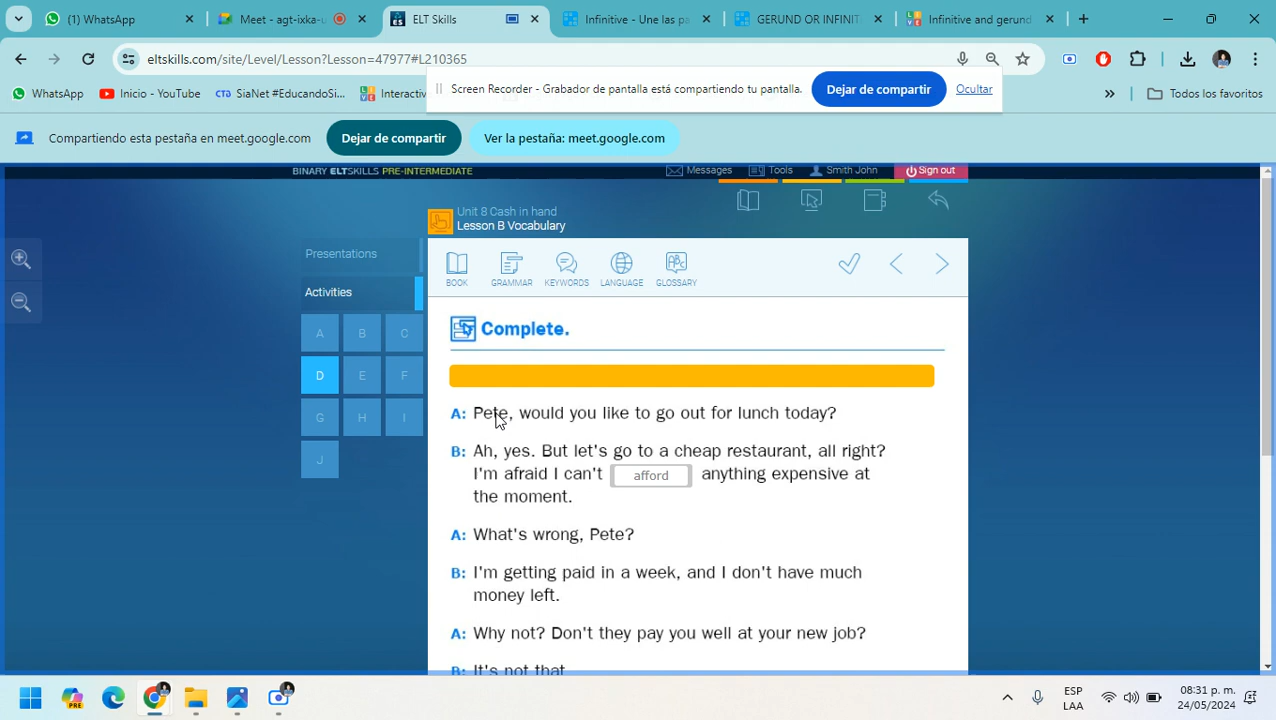 (1) WhatsApp
Meet - agt-ixka-u
ELT Skills
Infinitive - Une las pa
GERUND OR INFINIT
Infinitive and gerund
eltskills.com/site/Level/Lesson?Lesson=47977#L210365
WhatsApp
Inicio - YouTube
CTA SiaNet #EducandoSi...
Interactiv
Screen Recorder - Grabador de pantalla está compartiendo tu pantalla.
Dejar de compartir
Ocultar
Todos los favoritos
Compartiendo esta pestaña en meet.google.com
Dejar de compartir
Ver la pestaña: meet.google.com
BINARY ELTSKILLS PRE-INTERMEDIATE
Messages
Tools
Smith John
Sign out
Unit 8 Cash in hand
Lesson B Vocabulary
Presentations
Activities
A B C
D E F
G H I
J
BOOK GRAMMAR KEYWORDS LANGUAGE GLOSSARY
Complete.
A: Pete, would you like to go out for lunch today?
B: Ah, yes. But let's go to a cheap restaurant, all right?
I'm afraid I can't afford anything expensive at
the moment.
A: What's wrong, Pete?
B: I'm getting paid in a week, and I don't have much
money left.
A: Why not? Don't they pay you well at your new job?
B: It's not that.
ESP
LAA
08:31 p. m.
24/05/2024